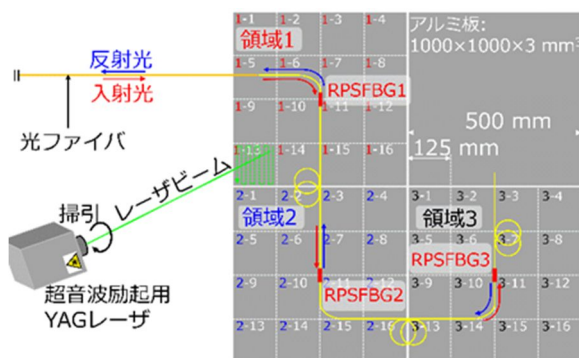 1-1 1-2 1-3 1-4
領域1
アルミ板:
1000×1000×3 mm³
反射光
入射光
1-5 1-6 1-7 1-8
RPSFBG1
光ファイバ
1-9 1-10 1-11 1-12
500 mm
125 mm
1-13 1-14 1-15 1-16
レーザビーム
掃引
2-1 2-2 2-3 2-4 3-1 3-2 3-3 3-4
領域2 領域3
2-5 2-6 2-7 2-8 3-5 3-6 3-7 3-8
RPSFBG3
超音波励起用
YAGレーザ
2-9 2-10 2-11 2-12 3-9 3-10 3-11 3-12
RPSFBG2
2-13 2-14 2-15 2-16 3-13 3-14 3-15 3-16